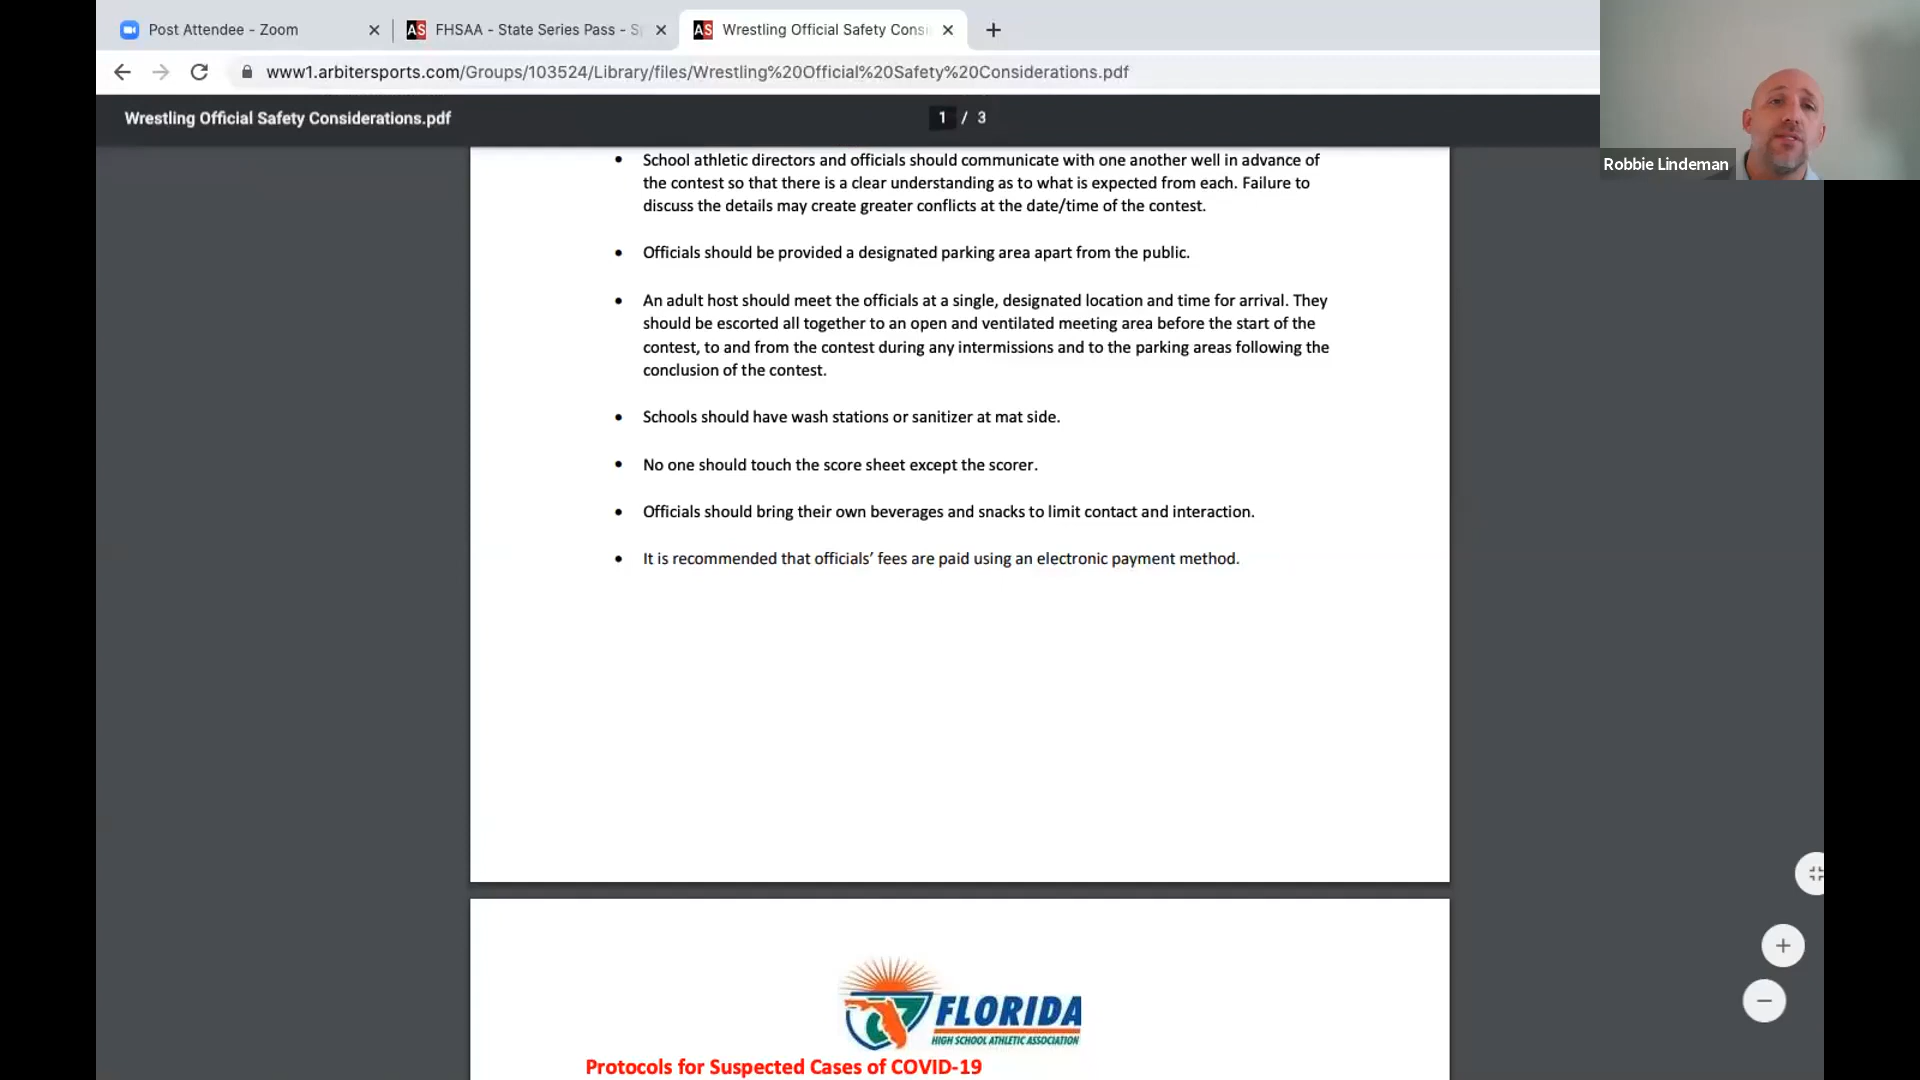 Post Attendee - Zoom
AS FHSAA - State Series Pass - S
AS Wrestling Official Safety Consi
www1.arbitersports.com/Groups/103524/Library/files/Wrestling%20Official%20Safety%20Considerations.pdf
Wrestling Official Safety Considerations.pdf
1 / 3
Robbie Lindeman
• School athletic directors and officials should communicate with one another well in advance of
the contest so that there is a clear understanding as to what is expected from each. Failure to
discuss the details may create greater conflicts at the date/time of the contest.
• Officials should be provided a designated parking area apart from the public.
• An adult host should meet the officials at a single, designated location and time for arrival. They
should be escorted all together to an open and ventilated meeting area before the start of the
contest, to and from the contest during any intermissions and to the parking areas following the
conclusion of the contest.
• Schools should have wash stations or sanitizer at mat side.
• No one should touch the score sheet except the scorer.
• Officials should bring their own beverages and snacks to limit contact and interaction.
• It is recommended that officials’ fees are paid using an electronic payment method.
FLORIDA
HIGH SCHOOL ATHLETIC ASSOCIATION
Protocols for Suspected Cases of COVID-19